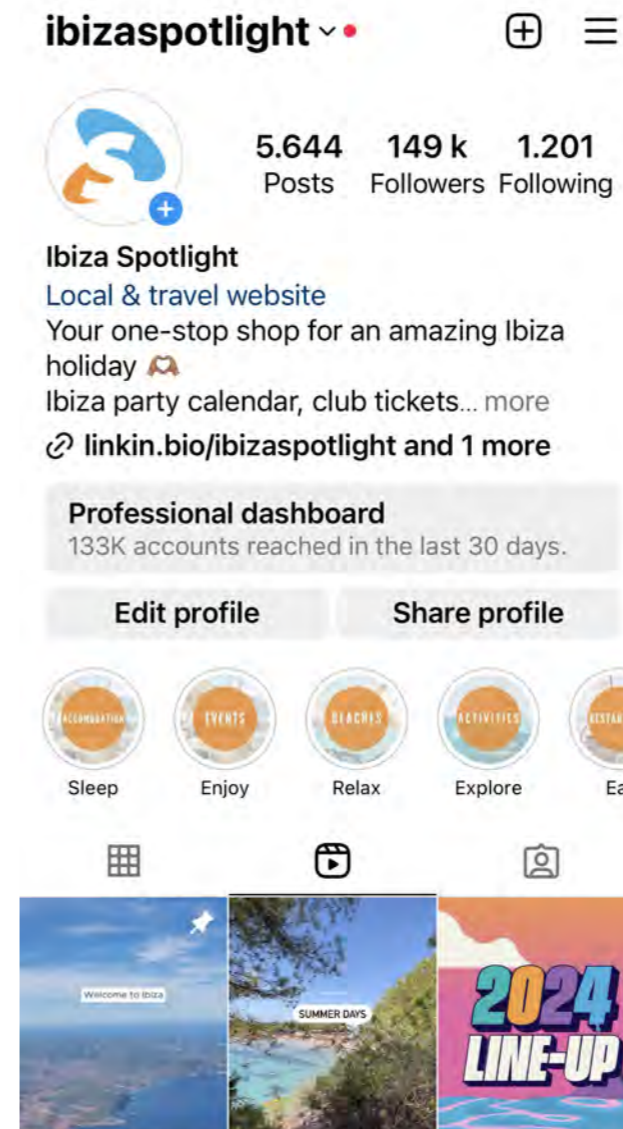 ibizaspotlight
5.644 149 k 1.201
Posts Followers Following
Ibiza Spotlight
Local & travel website
Your one-stop shop for an amazing Ibiza
holiday
Ibiza party calendar, club tickets... more
linkin.bio/ibizaspotlight and 1 more
Professional dashboard
133K accounts reached in the last 30 days.
Edit profile Share profile
ACCOMMODATION EVENTS BEACHES ACTIVITIES
Sleep Enjoy Relax Explore
Welcome to Ibiza
SUMMER DAYS
2024
LINE-UP